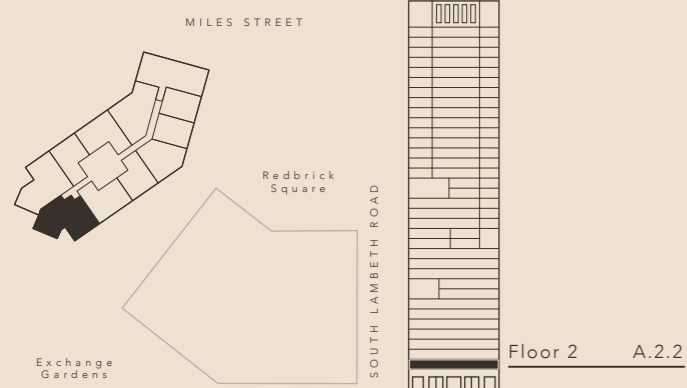 MILES STREET
Redbrick
Square
SOUTH LAMBETH ROAD
Floor 2 A.2.2
Exchange
Gardens